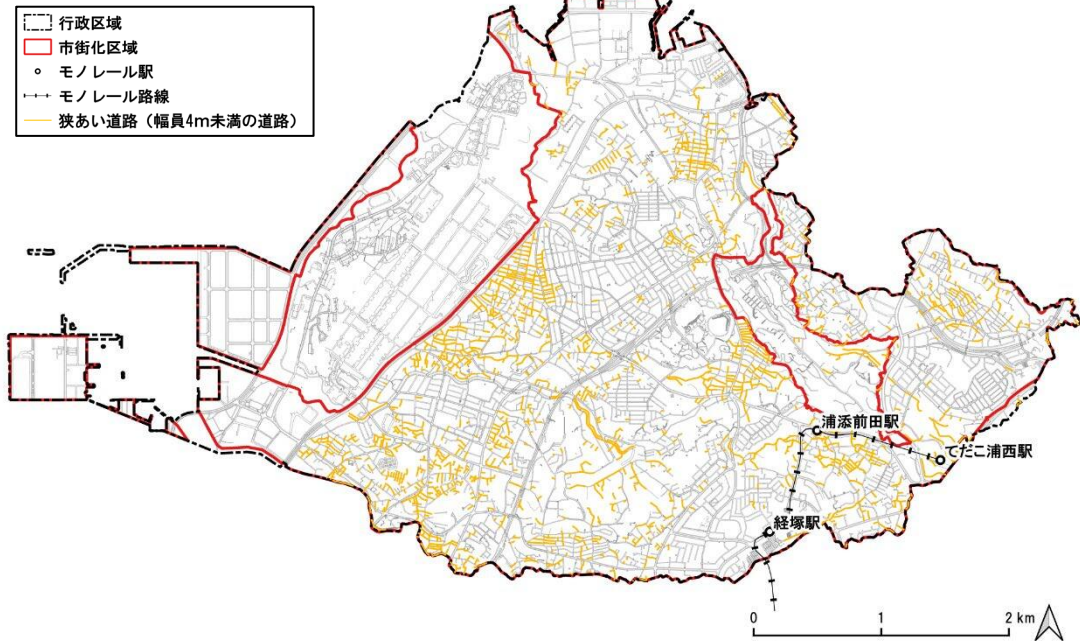 行政区域
市街化区域
モノレール駅
モノレール路線
狭あい道路（幅員4m未満の道路）
浦添前田駅
てだこ浦西駅
経塚駅
0 1 2 km